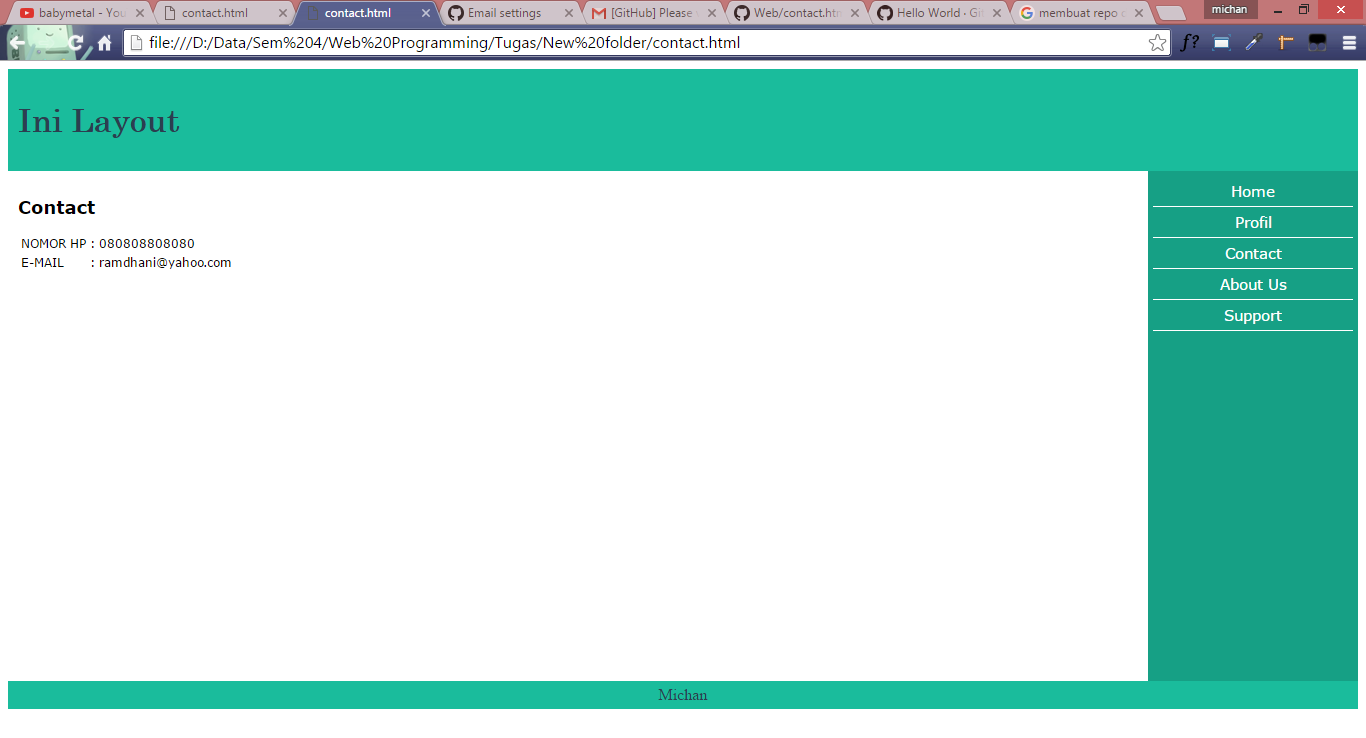 babymetal - You
contact.html
contact.html
Email settings
[GitHub] Please
Web/contact.htm
Hello World · Git
membuat repo
michan
file:///D:/Data/Sem%204/Web%20Programming/Tugas/New%20folder/contact.html
f?
Ini Layout
Contact
NOMOR HP : 080808808080
E-MAIL : ramdhani@yahoo.com
Home
Profil
Contact
About Us
Support
Michan